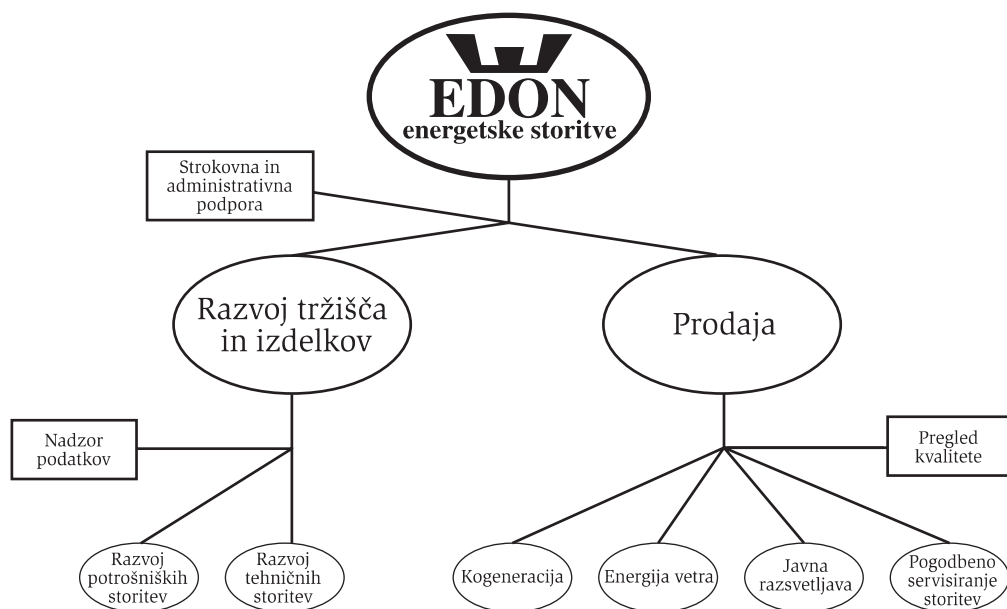 EDON
energetske storitve
Strokovna in
administrativna
podpora
Razvoj tržišča
in izdelkov
Prodaja
Nadzor
podatkov
Pregled
kvalitete
Razvoj
potrošniških
storitev
Razvoj
tehničnih
storitev
Kogeneracija
Energija vetra
Javna
razsvetljava
Pogodbeno
servisiranje
storitev